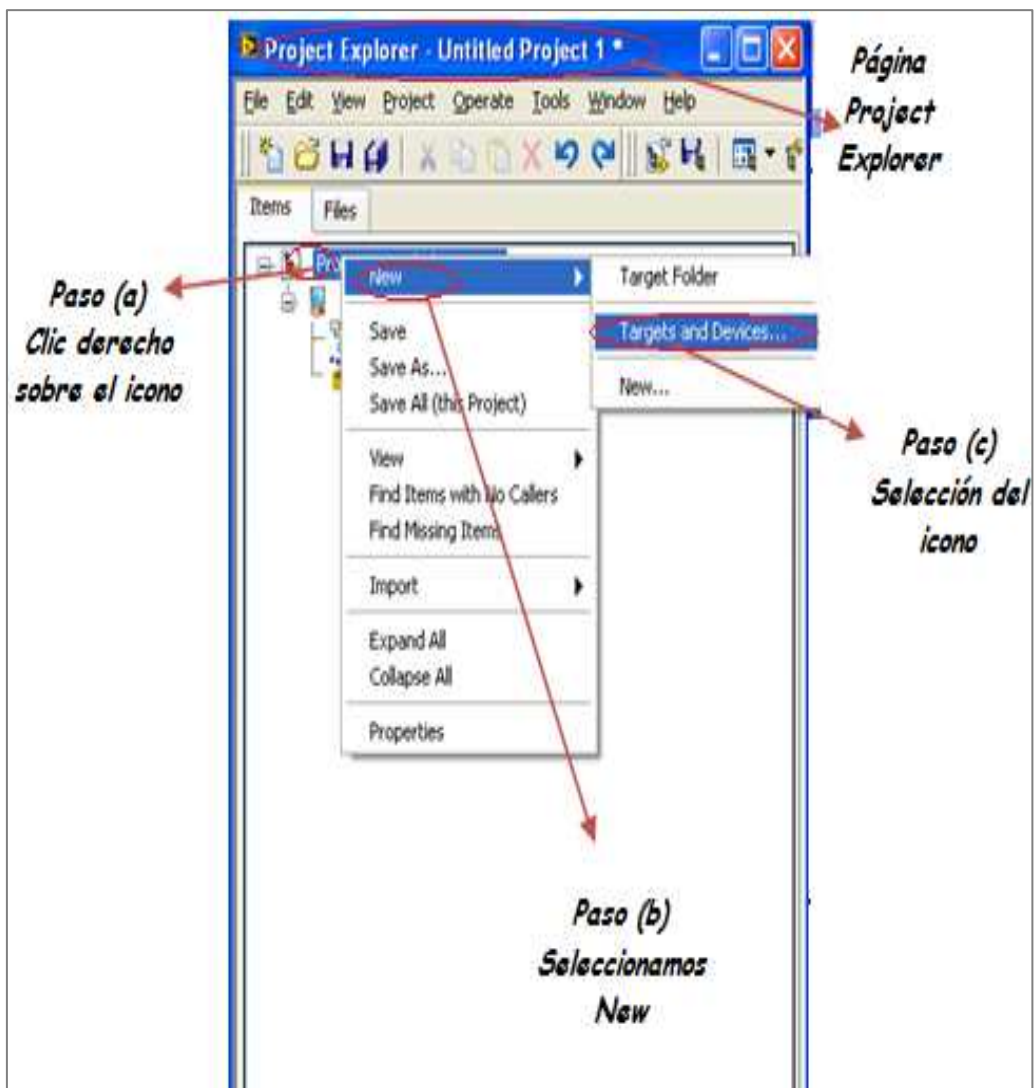 Project Explorer - Untitled Project 1 *
File Edit View Project Operate Tools Window Help
Items Files
Página
Project
Explorer
Paso (a)
Clic derecho
sobre el icono
New
Save
Save As...
Save All (this Project)
View
Find Items with No Callers
Find Missing Items
Import
Expand All
Collapse All
Properties
Target Folder
Targets and Devices...
New...
Paso (c)
Selección del
icono
Paso (b)
Seleccionamos
New